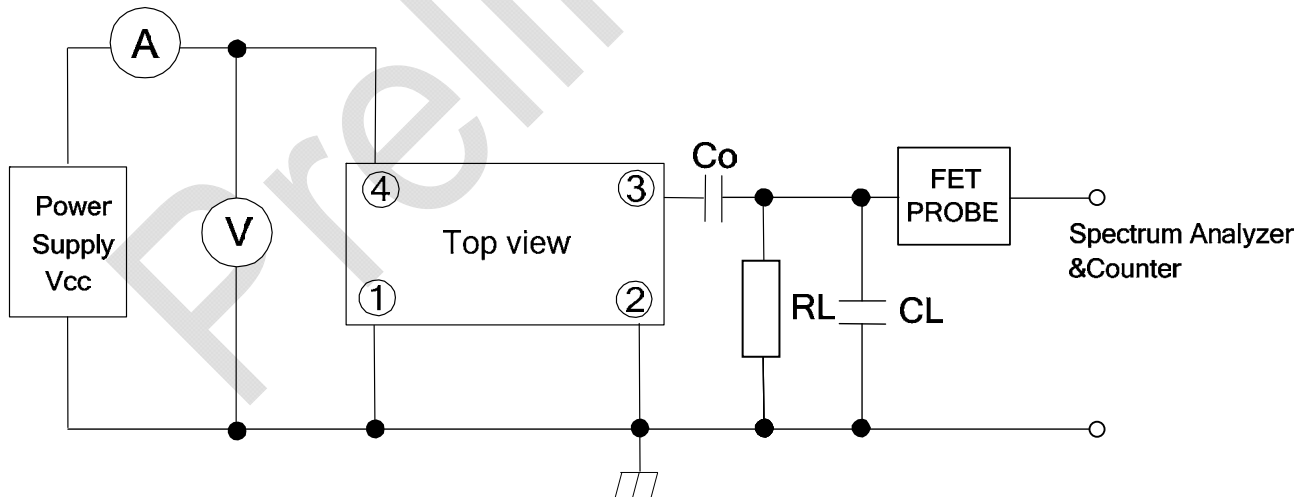 A
Power
Supply
Vcc
V
4
3
Top view
1
2
Co
RL
CL
FET
PROBE
Spectrum Analyzer
&Counter
Prelim